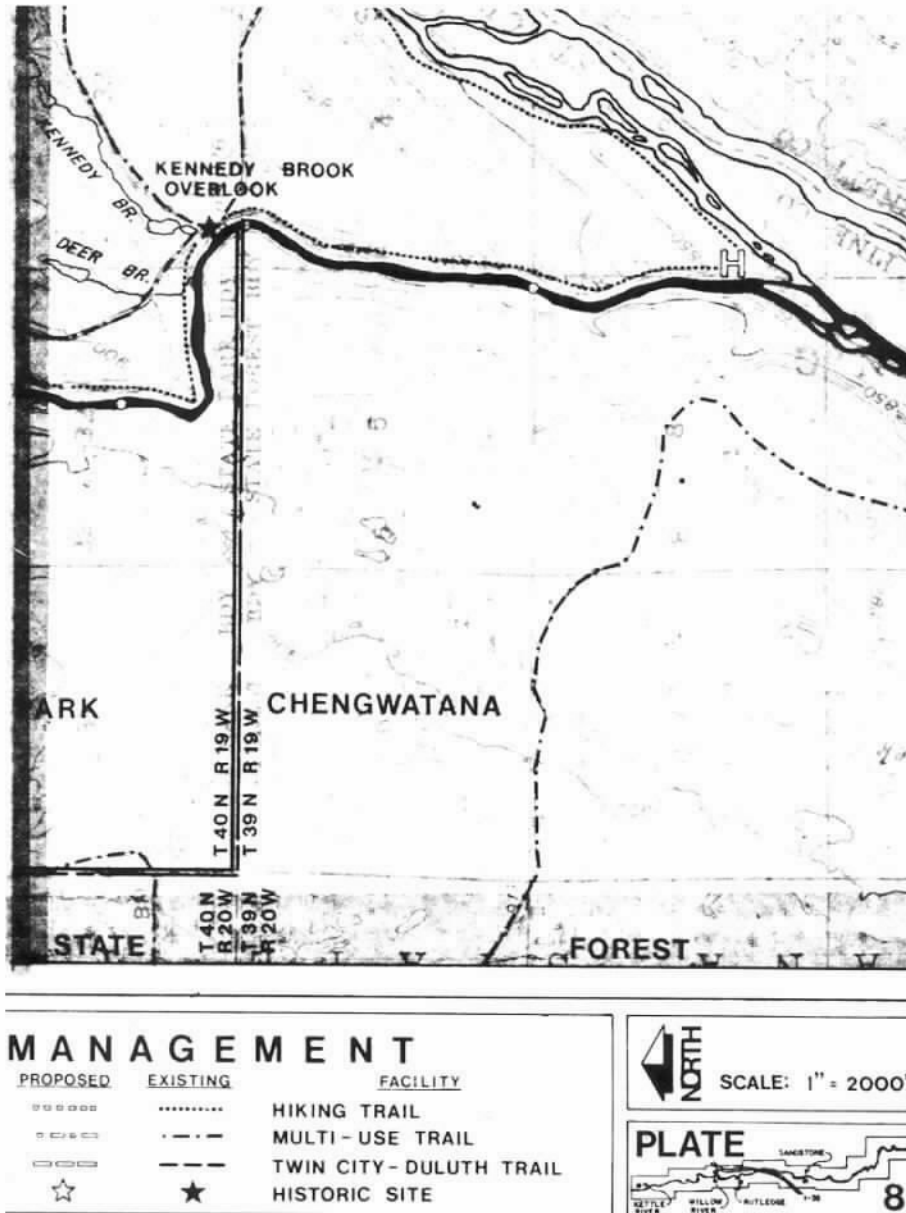 KENNEDY BR.
KENNEDY BROOK
OVERLOOK
DEER BR.
H
ARK
CHENGWATANA
T 40 N R 19 W
T 39 N R 19 W
T 40 N
R 20 W
T 39 N
R 20 W
STATE
FOREST
MANAGEMENT
PROPOSED EXISTING FACILITY
HIKING TRAIL
MULTI-USE TRAIL
TWIN CITY-DULUTH TRAIL
HISTORIC SITE
NORTH
SCALE: 1" = 2000'
PLATE
SANDSTONE
KETTLE
RIVER
WILLOW
RIVER
RUTLEDGE
8